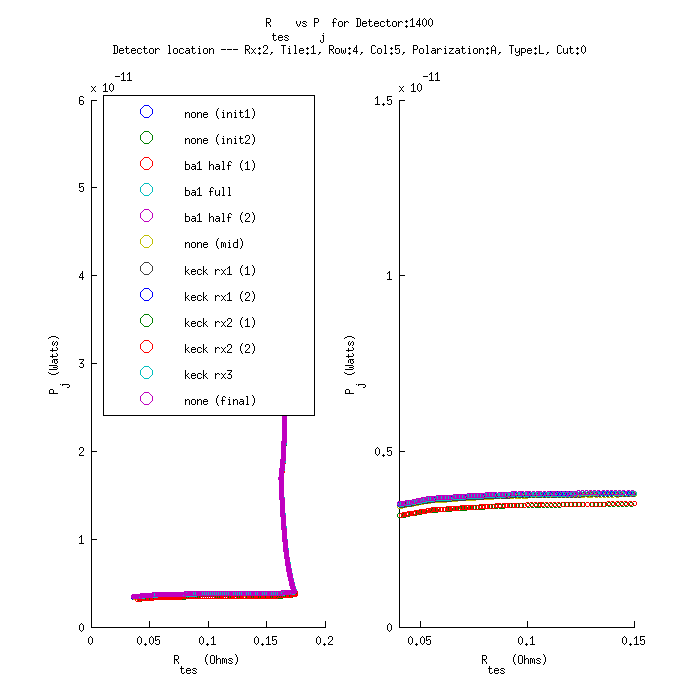 R tes vs P j for Detector:1400
Detector location --- Rx:2, Tile:1, Row:4, Col:5, Polarization:A, Type:L, Cut:0
x 10 -11
6
5
4
3
2
1
0
0 0.05 0.1 0.15 0.2
P j (Watts)
R tes (Ohms)
none (init1)
none (init2)
ba1 half (1)
ba1 full
ba1 half (2)
none (mid)
keck rx1 (1)
keck rx1 (2)
keck rx2 (1)
keck rx2 (2)
keck rx3
none (final)
x 10 -11
1.5
1
0.5
0
0.05 0.1 0.15
P j (Watts)
R tes (Ohms)